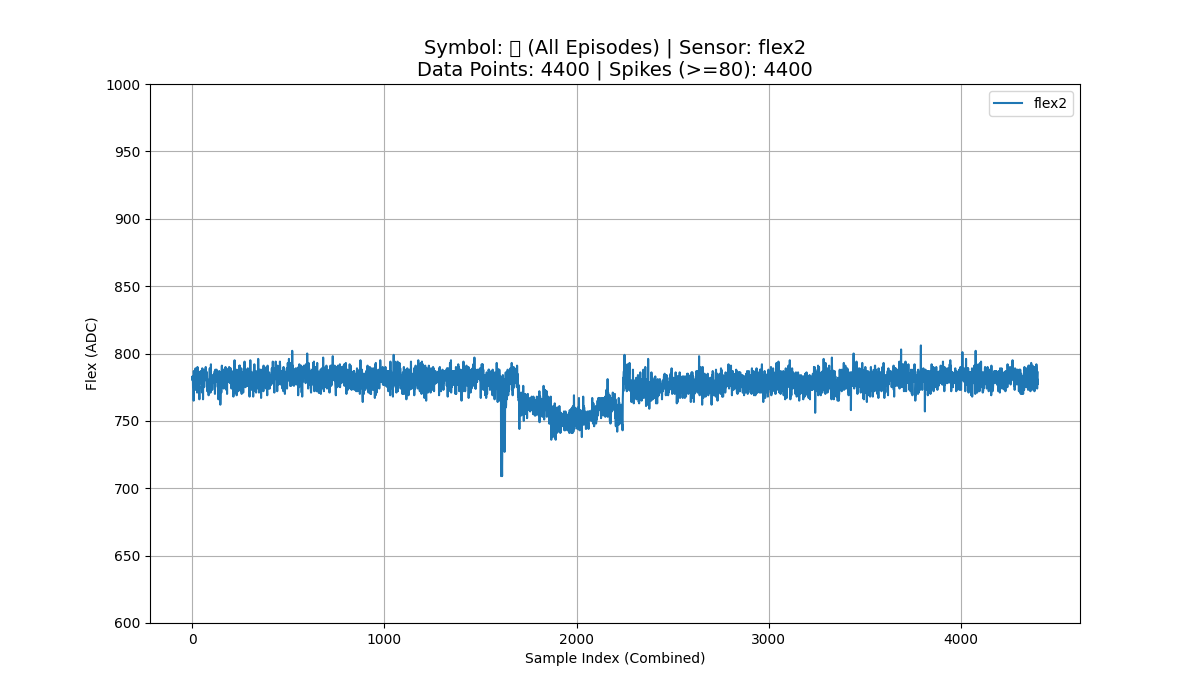 Symbol: (All Episodes) | Sensor: flex2
Data Points: 4400 | Spikes (>=80): 4400
1000
950
900
850
800
750
700
650
600
Flex (ADC)
flex2
0
1000
2000
3000
4000
Sample Index (Combined)